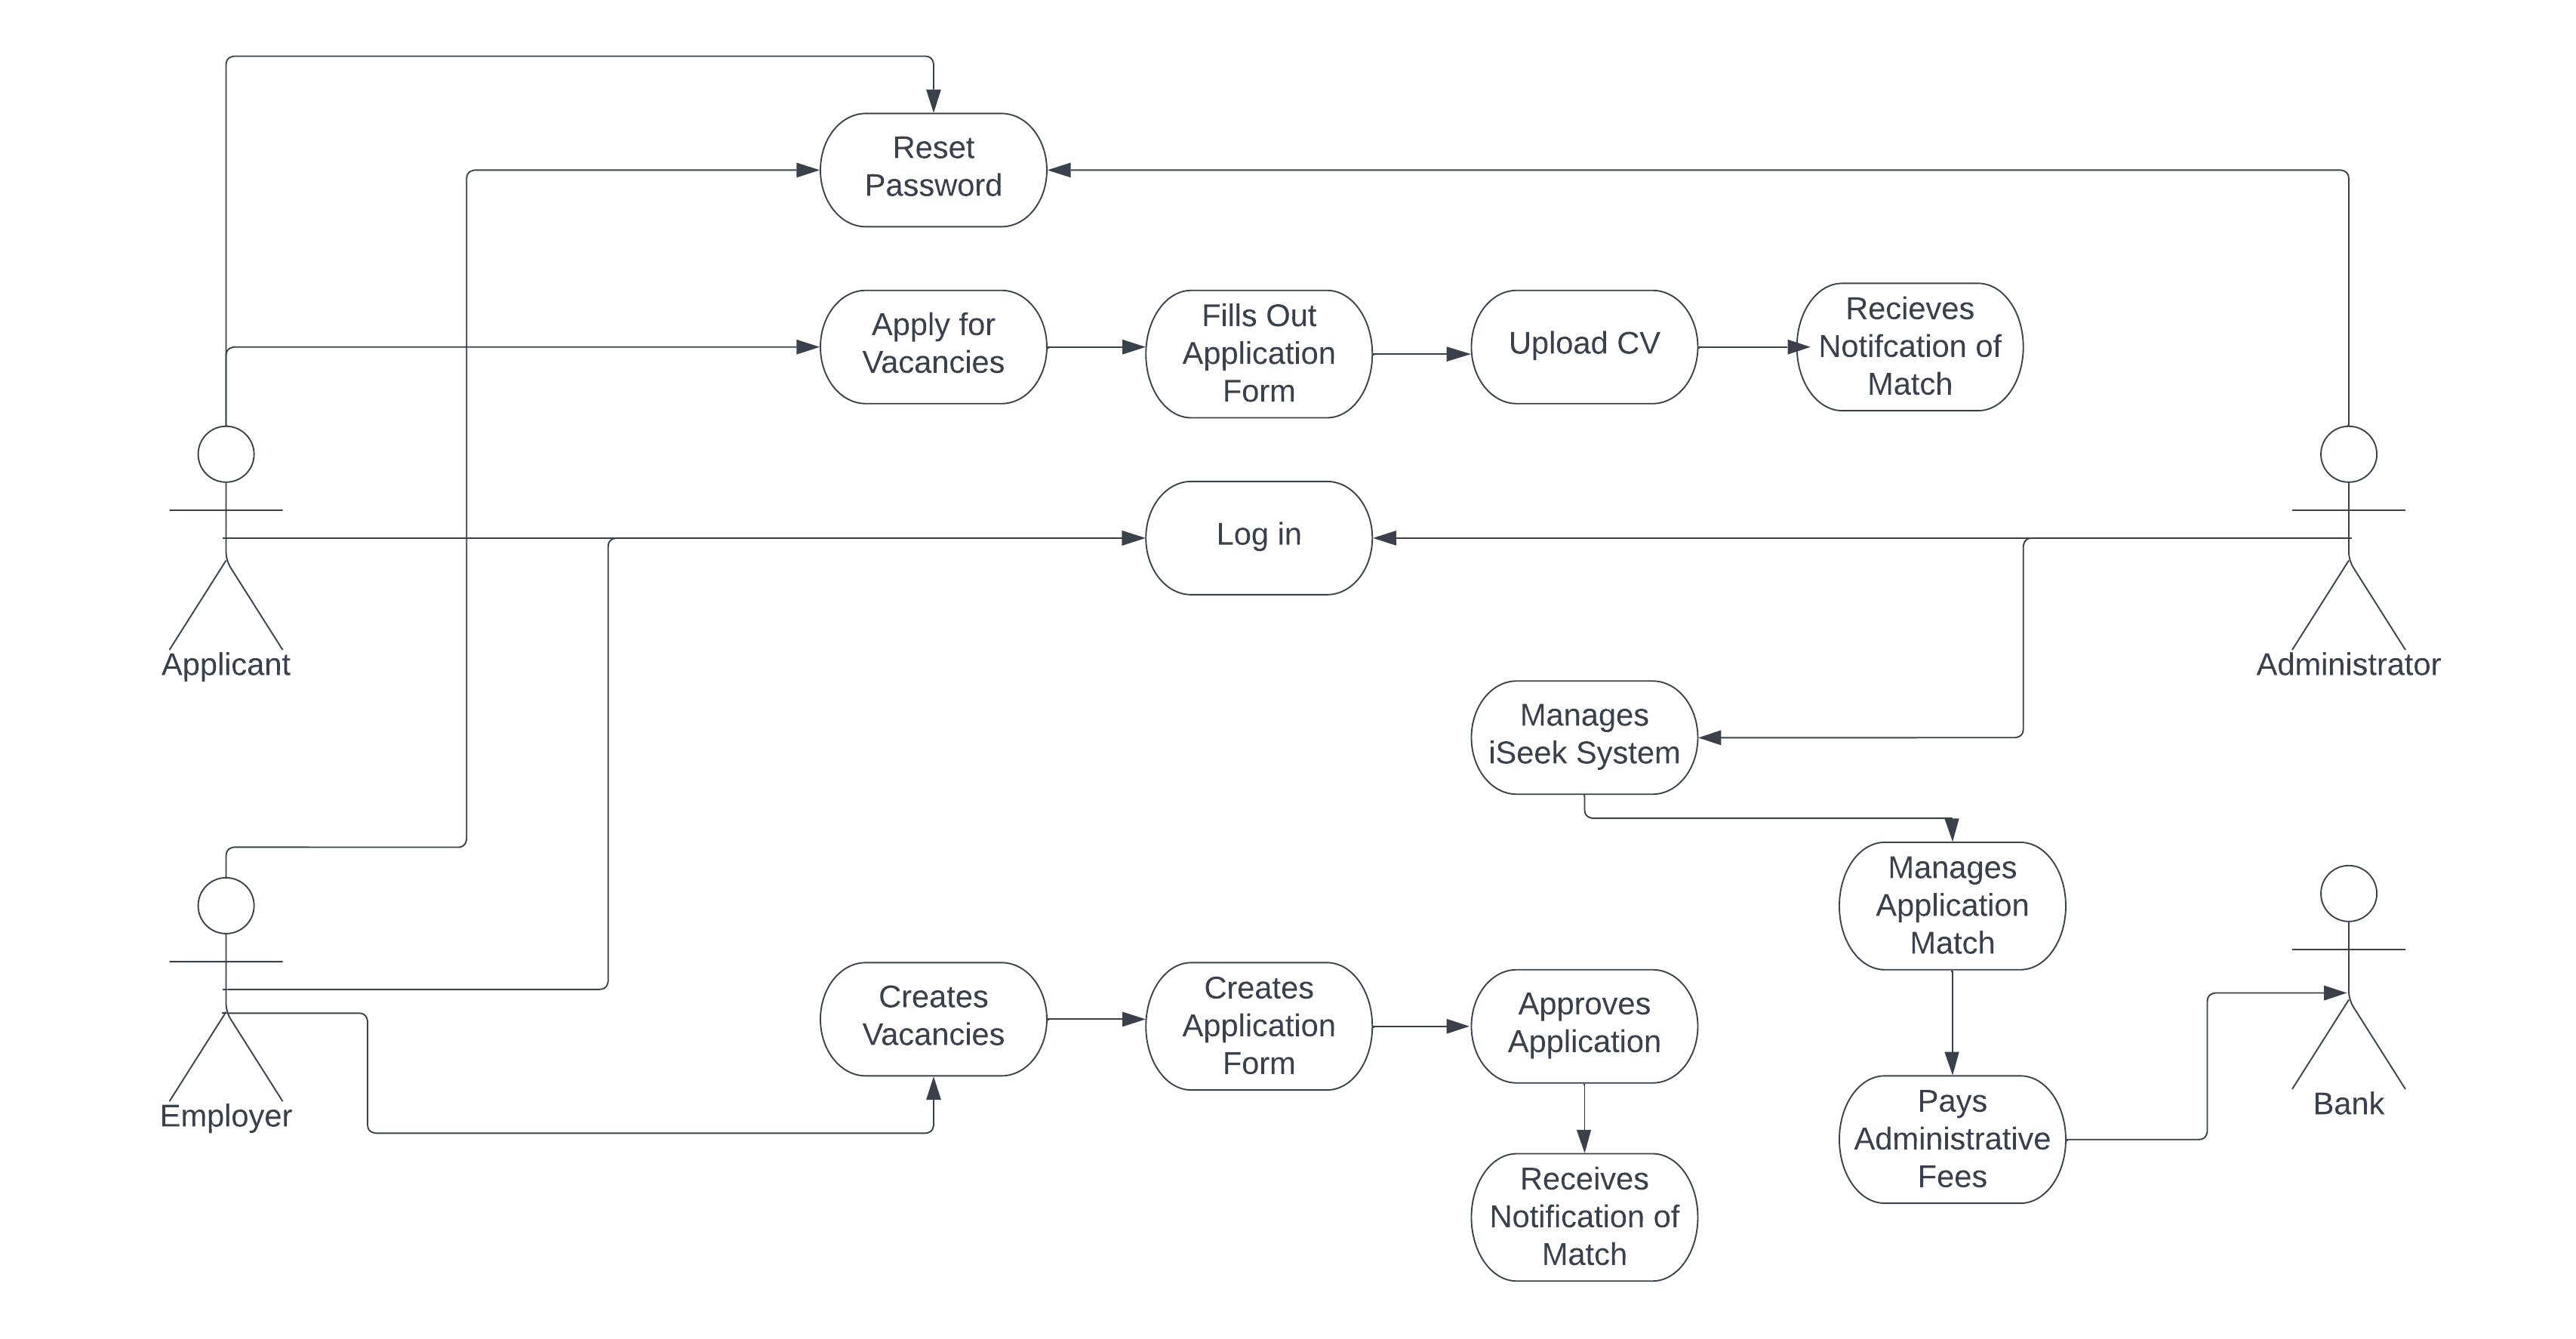 Reset
Password
Apply for
Vacancies
Fills Out
Application
Form
Upload CV
Recieves
Notifcation of
Match
Log in
Applicant
Administrator
Manages
iSeek System
Manages
Application
Match
Creates
Vacancies
Creates
Application
Form
Approves
Application
Employer
Pays
Administrative
Fees
Bank
Receives
Notification of
Match